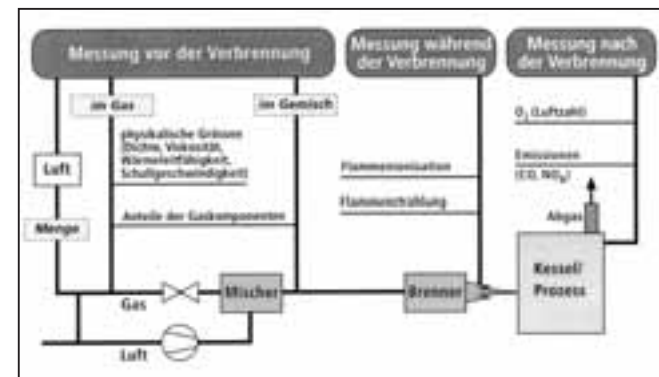 Messung vor der Verbrennung
Messung während
der Verbrennung
Messung nach
der Verbrennung
im Gas
im Gemisch
physikalische Grössen
(Dichte, Viskosität,
Wärmeleitfähigkeit,
Schallgeschwindigkeit)
Luft
Anteile der Gaskomponenten
Menge
Flammenionisation
Flammenstrahlung
O₂ (Luftzahl)
Emissionen
(CO, NOₓ)
Abgas
Gas
Mischer
Brenner
Kessel/
Prozess
Luft